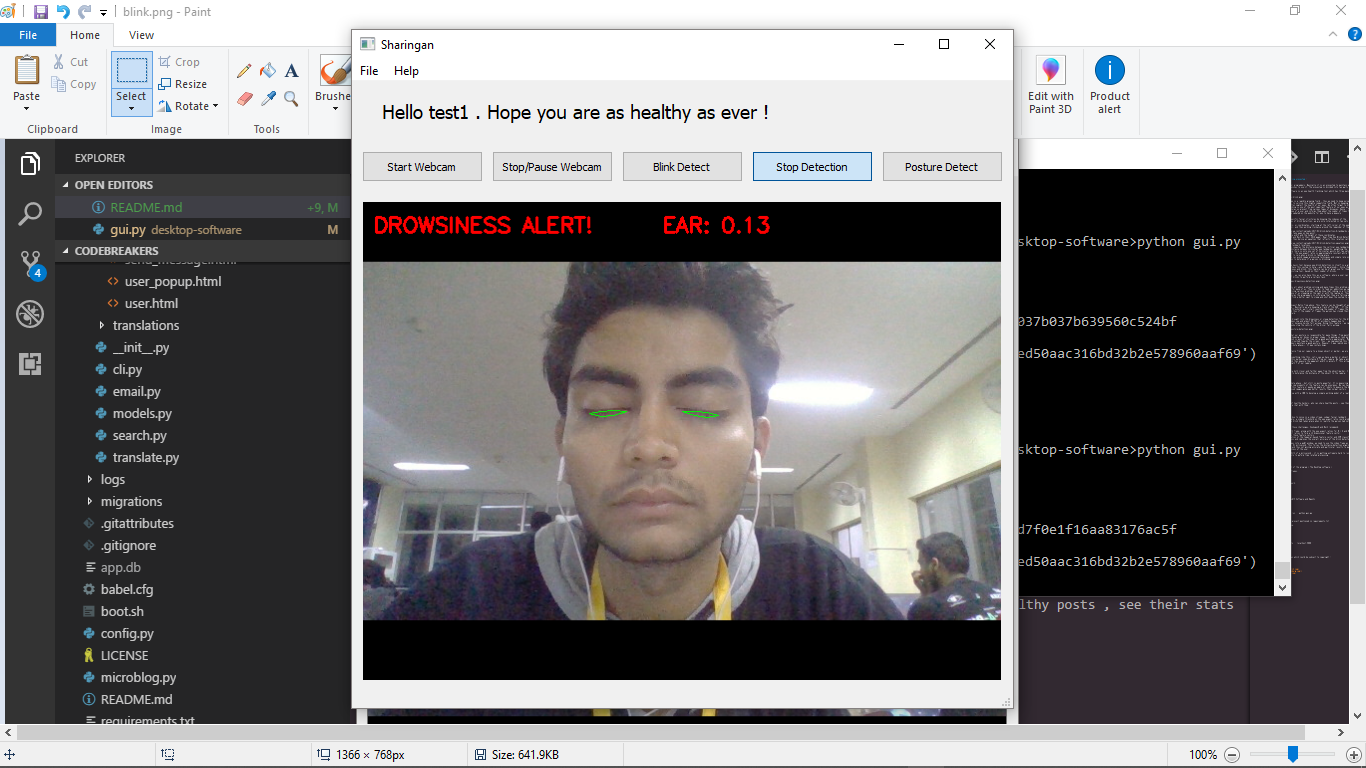 blink.png - Paint
File
Home
View
Paste
Cut
Copy
Clipboard
Select
Crop
Resize
Rotate
Image
Tools
Brushe
Edit with
Paint 3D
Product
alert
Sharingan
File Help
Hello test1 . Hope you are as healthy as ever !
Start Webcam
Stop/Pause Webcam
Blink Detect
Stop Detection
Posture Detect
DROWSINESS ALERT! EAR: 0.13
EXPLORER
OPEN EDITORS
README.md +9, M
gui.py desktop-software M
CODEBREAKERS
send_message.html
user_popup.html
user.html
translations
__init__.py
cli.py
email.py
models.py
search.py
translate.py
logs
migrations
.gitattributes
.gitignore
app.db
babel.cfg
boot.sh
config.py
LICENSE
microblog.py
README.md
requirements.txt
4
sktop-software>python gui.py
037b037b639560c524bf
ed50aac316bd32b2e578960aaf69')
sktop-software>python gui.py
d7f0e1f16aa83176ac5f
ed50aac316bd32b2e578960aaf69')
lthy posts , see their stats
1366 × 768px
Size: 641.9KB
100%